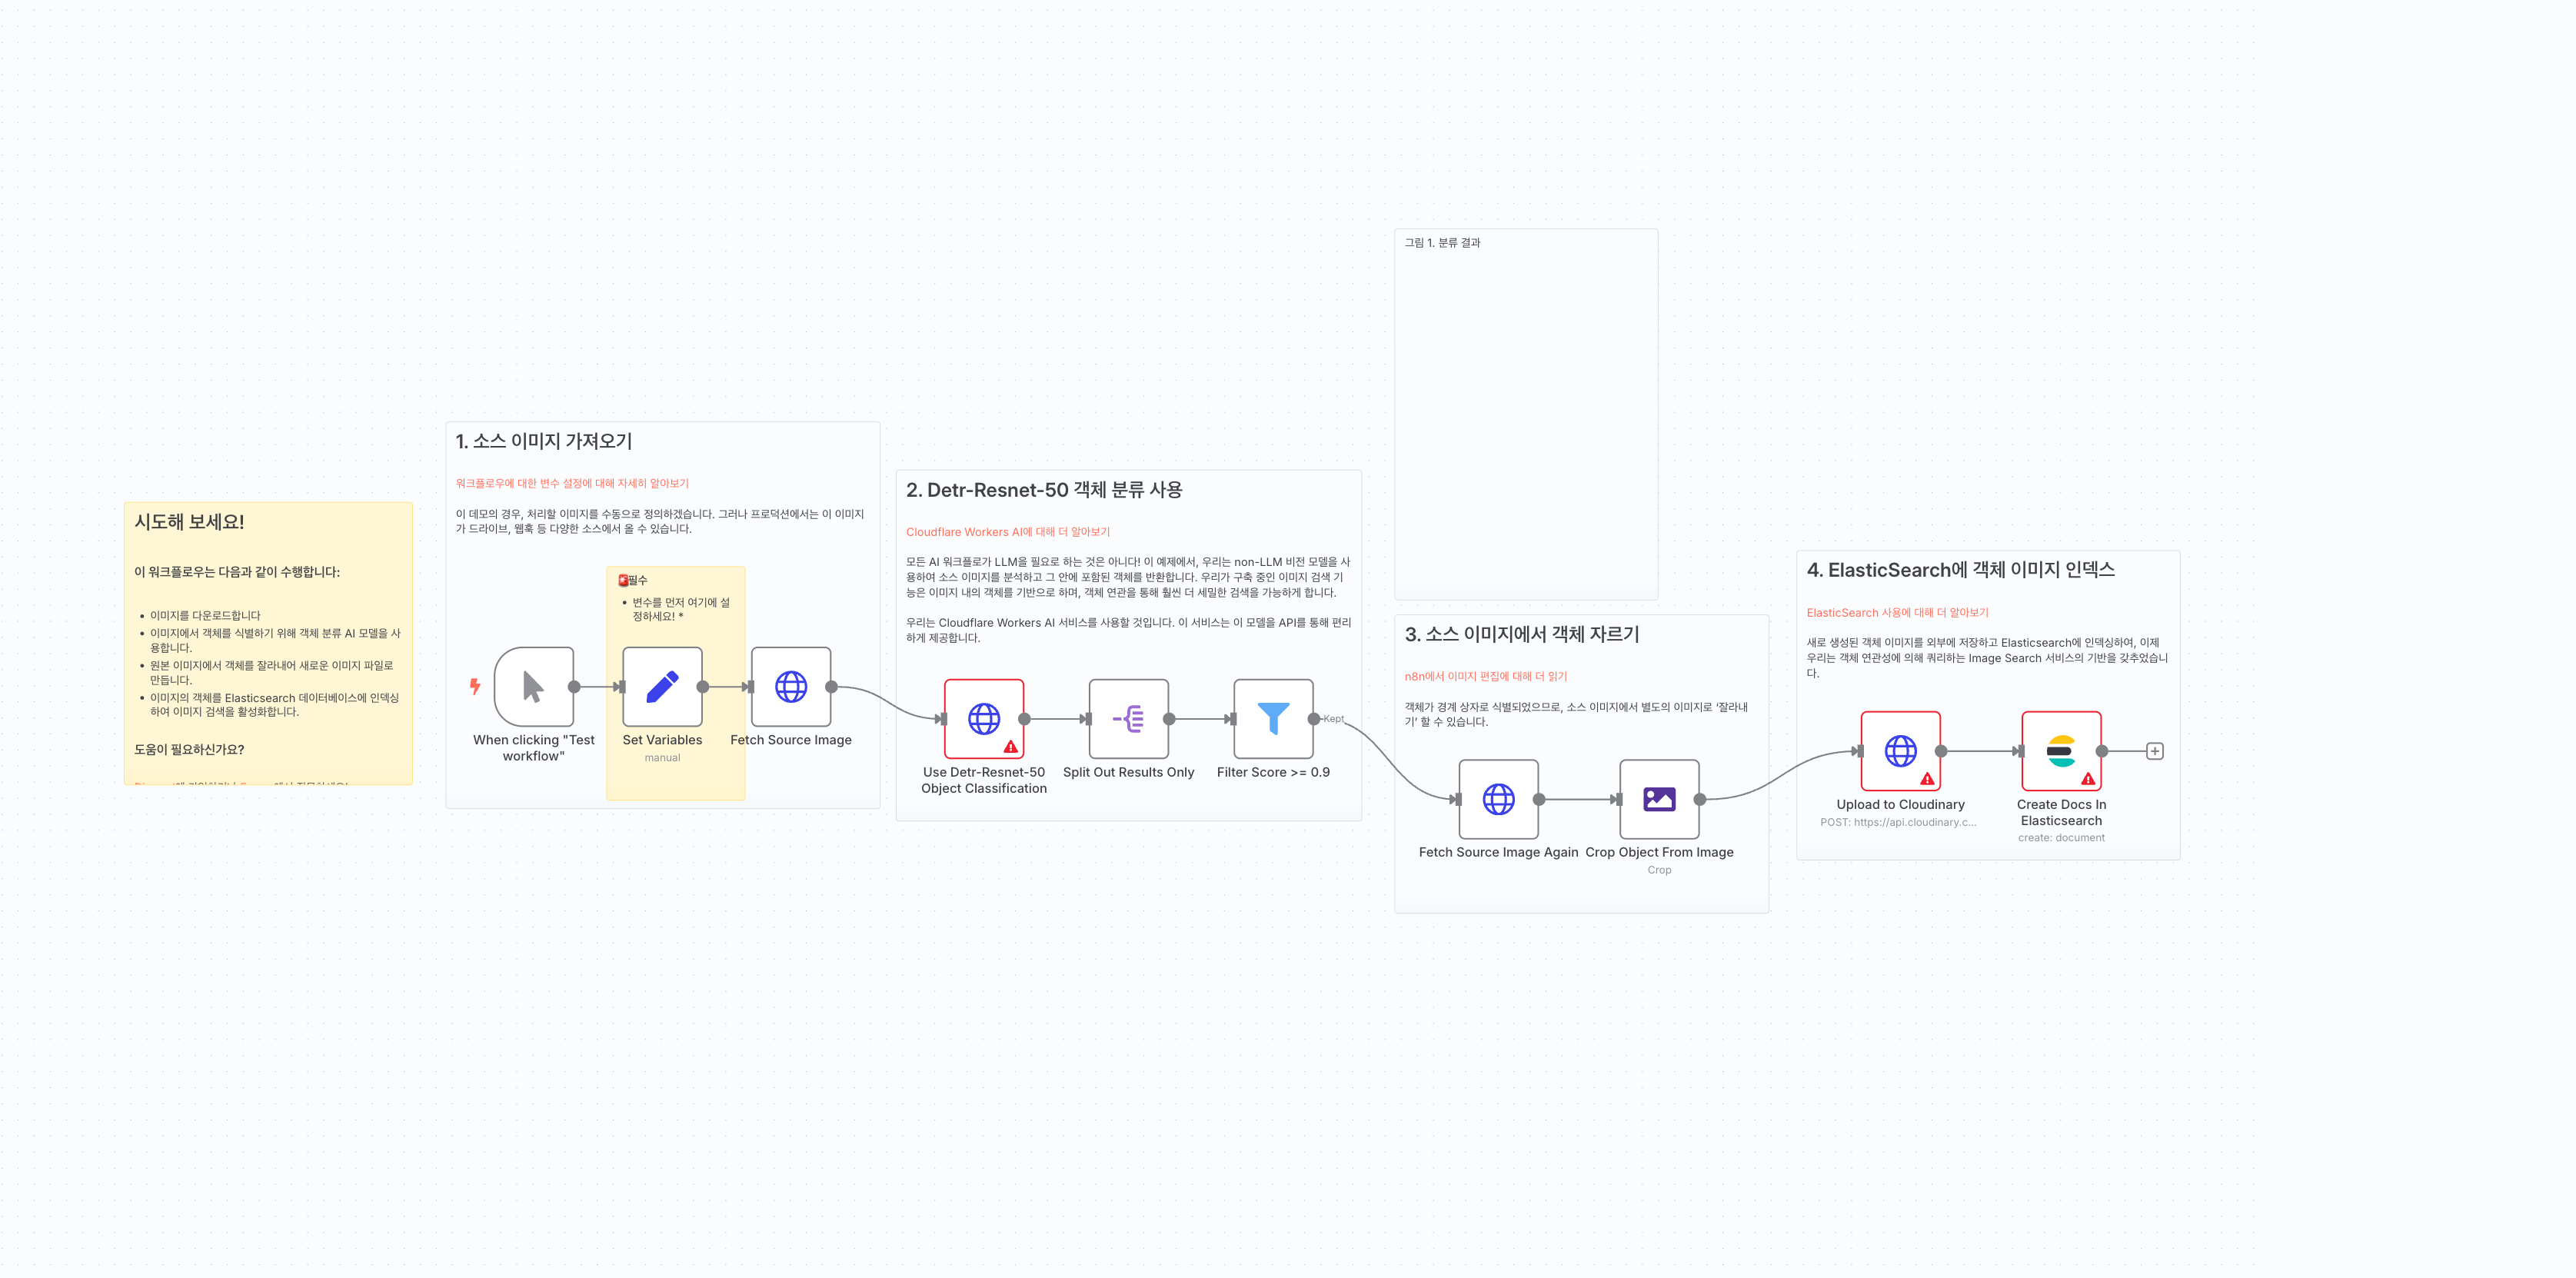 시도해 보세요!
이 워크플로우는 다음과 같이 수행합니다:
이미지를 다운로드합니다
이미지에서 객체를 식별하기 위해 객체 분류 AI 모델을 사
용합니다.
원본 이미지에서 객체를 잘라내어 새로운 이미지 파일로
만듭니다.
이미지의 객체를 Elasticsearch 데이터베이스에 인덱싱
하여 이미지 검색을 활성화합니다.
도움이 필요하신가요?
1. 소스 이미지 가져오기
워크플로우에 대한 변수 설정에 대해 자세히 알아보기
이 데모의 경우, 처리할 이미지를 수동으로 정의하겠습니다. 그러나 프로덕션에서는 이 이미지
가 드라이브, 웹훅 등 다양한 소스에서 올 수 있습니다.
🚨필수
변수를 먼저 여기에 설
정하세요! *
When clicking "Test
workflow"
Set Variables
manual
Fetch Source Image
2. Detr-Resnet-50 객체 분류 사용
Cloudflare Workers AI에 대해 더 알아보기
모든 AI 워크플로가 LLM을 필요로 하는 것은 아니다! 이 예제에서, 우리는 non-LLM 비전 모델을 사
용하여 소스 이미지를 분석하고 그 안에 포함된 객체를 반환합니다. 우리가 구축 중인 이미지 검색 기
능은 이미지 내의 객체를 기반으로 하며, 객체 연관을 통해 훨씬 더 세밀한 검색을 가능하게 합니다.
우리는 Cloudflare Workers AI 서비스를 사용할 것입니다. 이 서비스는 이 모델을 API를 통해 편리
하게 제공합니다.
Use Detr-Resnet-50
Object Classification
Split Out Results Only
Filter Score >= 0.9
Kept
그림 1. 분류 결과
3. 소스 이미지에서 객체 자르기
n8n에서 이미지 편집에 대해 더 읽기
객체가 경계 상자로 식별되었으므로, 소스 이미지에서 별도의 이미지로 ‘잘라내
기’ 할 수 있습니다.
Fetch Source Image Again
Crop Object From Image
Crop
4. ElasticSearch에 객체 이미지 인덱스
ElasticSearch 사용에 대해 더 알아보기
새로 생성된 객체 이미지를 외부에 저장하고 Elasticsearch에 인덱싱하여, 이제
우리는 객체 연관성에 의해 쿼리하는 Image Search 서비스의 기반을 갖추었습니
다.
Upload to Cloudinary
POST: https://api.cloudinary.c...
Create Docs In
Elasticsearch
create: document